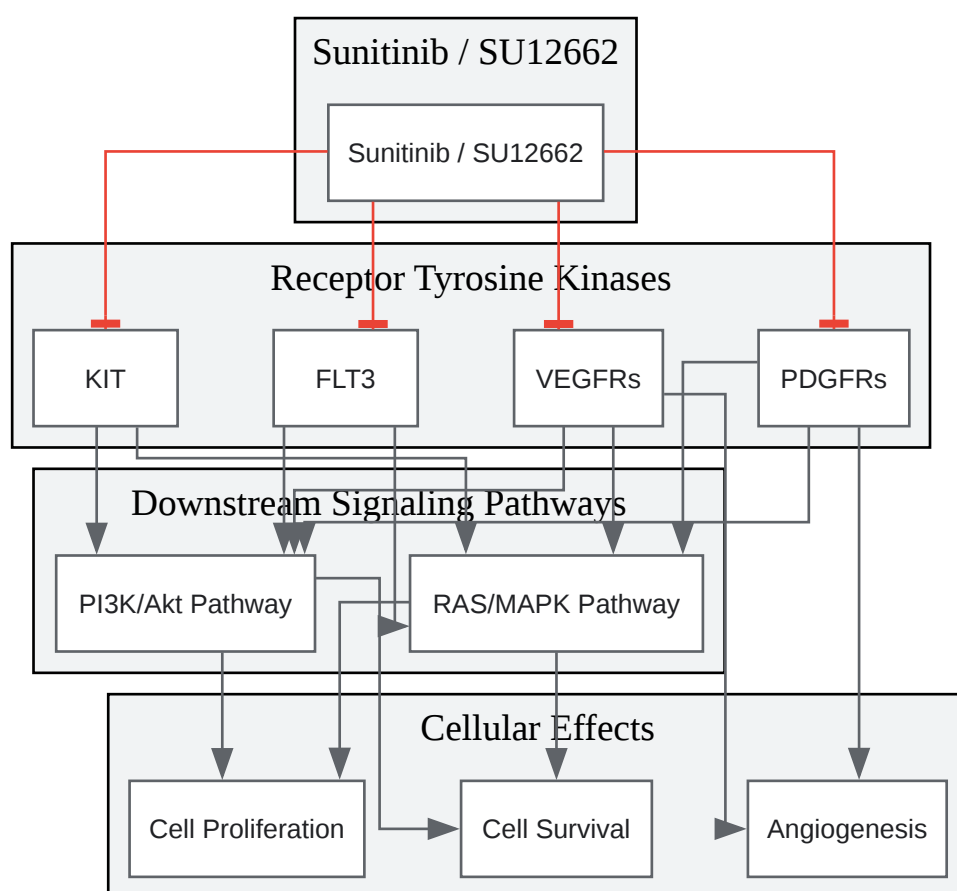 Sunitinib / SU12662
Sunitinib / SU12662
Receptor Tyrosine Kinases
KIT
FLT3
VEGFRs
PDGFRs
Downstream Signaling Pathways
PI3K/Akt Pathway
RAS/MAPK Pathway
Cellular Effects
Cell Proliferation
Cell Survival
Angiogenesis